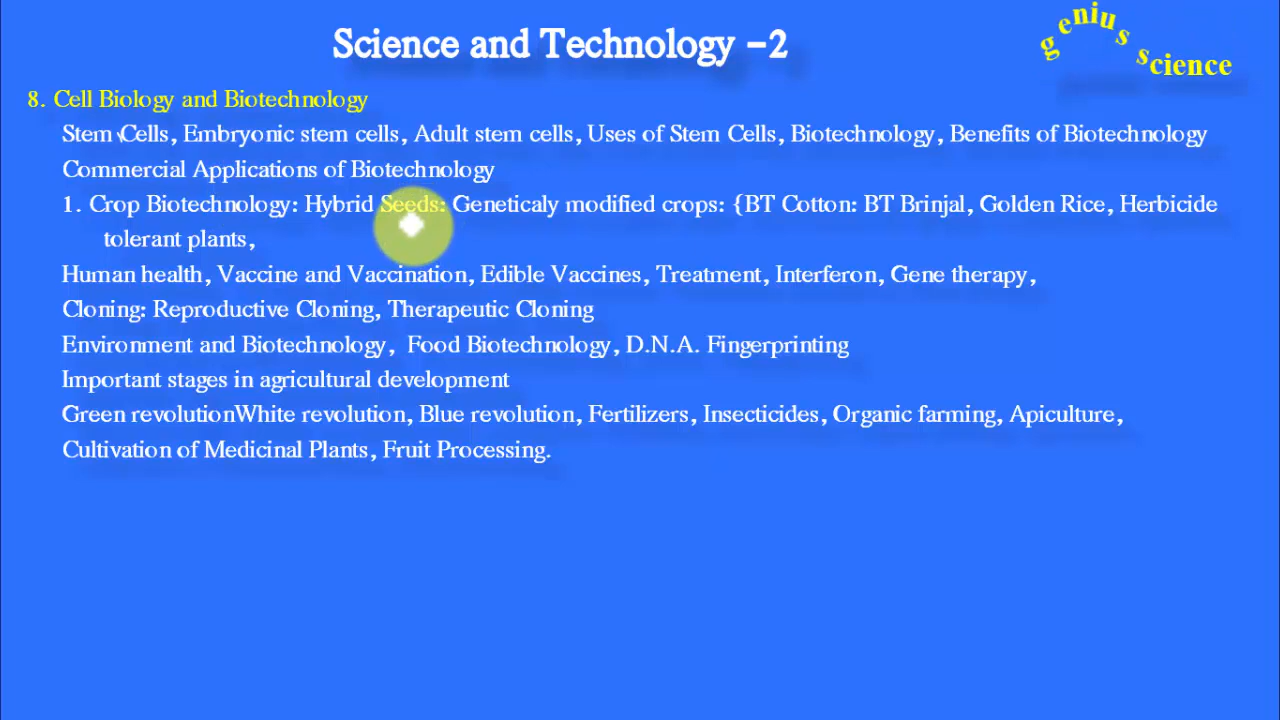 Science and Technology -2
genius science
8. Cell Biology and Biotechnology
Stem Cells, Embryonic stem cells, Adult stem cells, Uses of Stem Cells, Biotechnology, Benefits of Biotechnology
Commercial Applications of Biotechnology
1. Crop Biotechnology: Hybrid Seeds: Geneticaly modified crops: {BT Cotton: BT Brinjal, Golden Rice, Herbicide
tolerant plants,
Human health, Vaccine and Vaccination, Edible Vaccines, Treatment, Interferon, Gene therapy,
Cloning: Reproductive Cloning, Therapeutic Cloning
Environment and Biotechnology, Food Biotechnology, D.N.A. Fingerprinting
Important stages in agricultural development
Green revolutionWhite revolution, Blue revolution, Fertilizers, Insecticides, Organic farming, Apiculture,
Cultivation of Medicinal Plants, Fruit Processing.